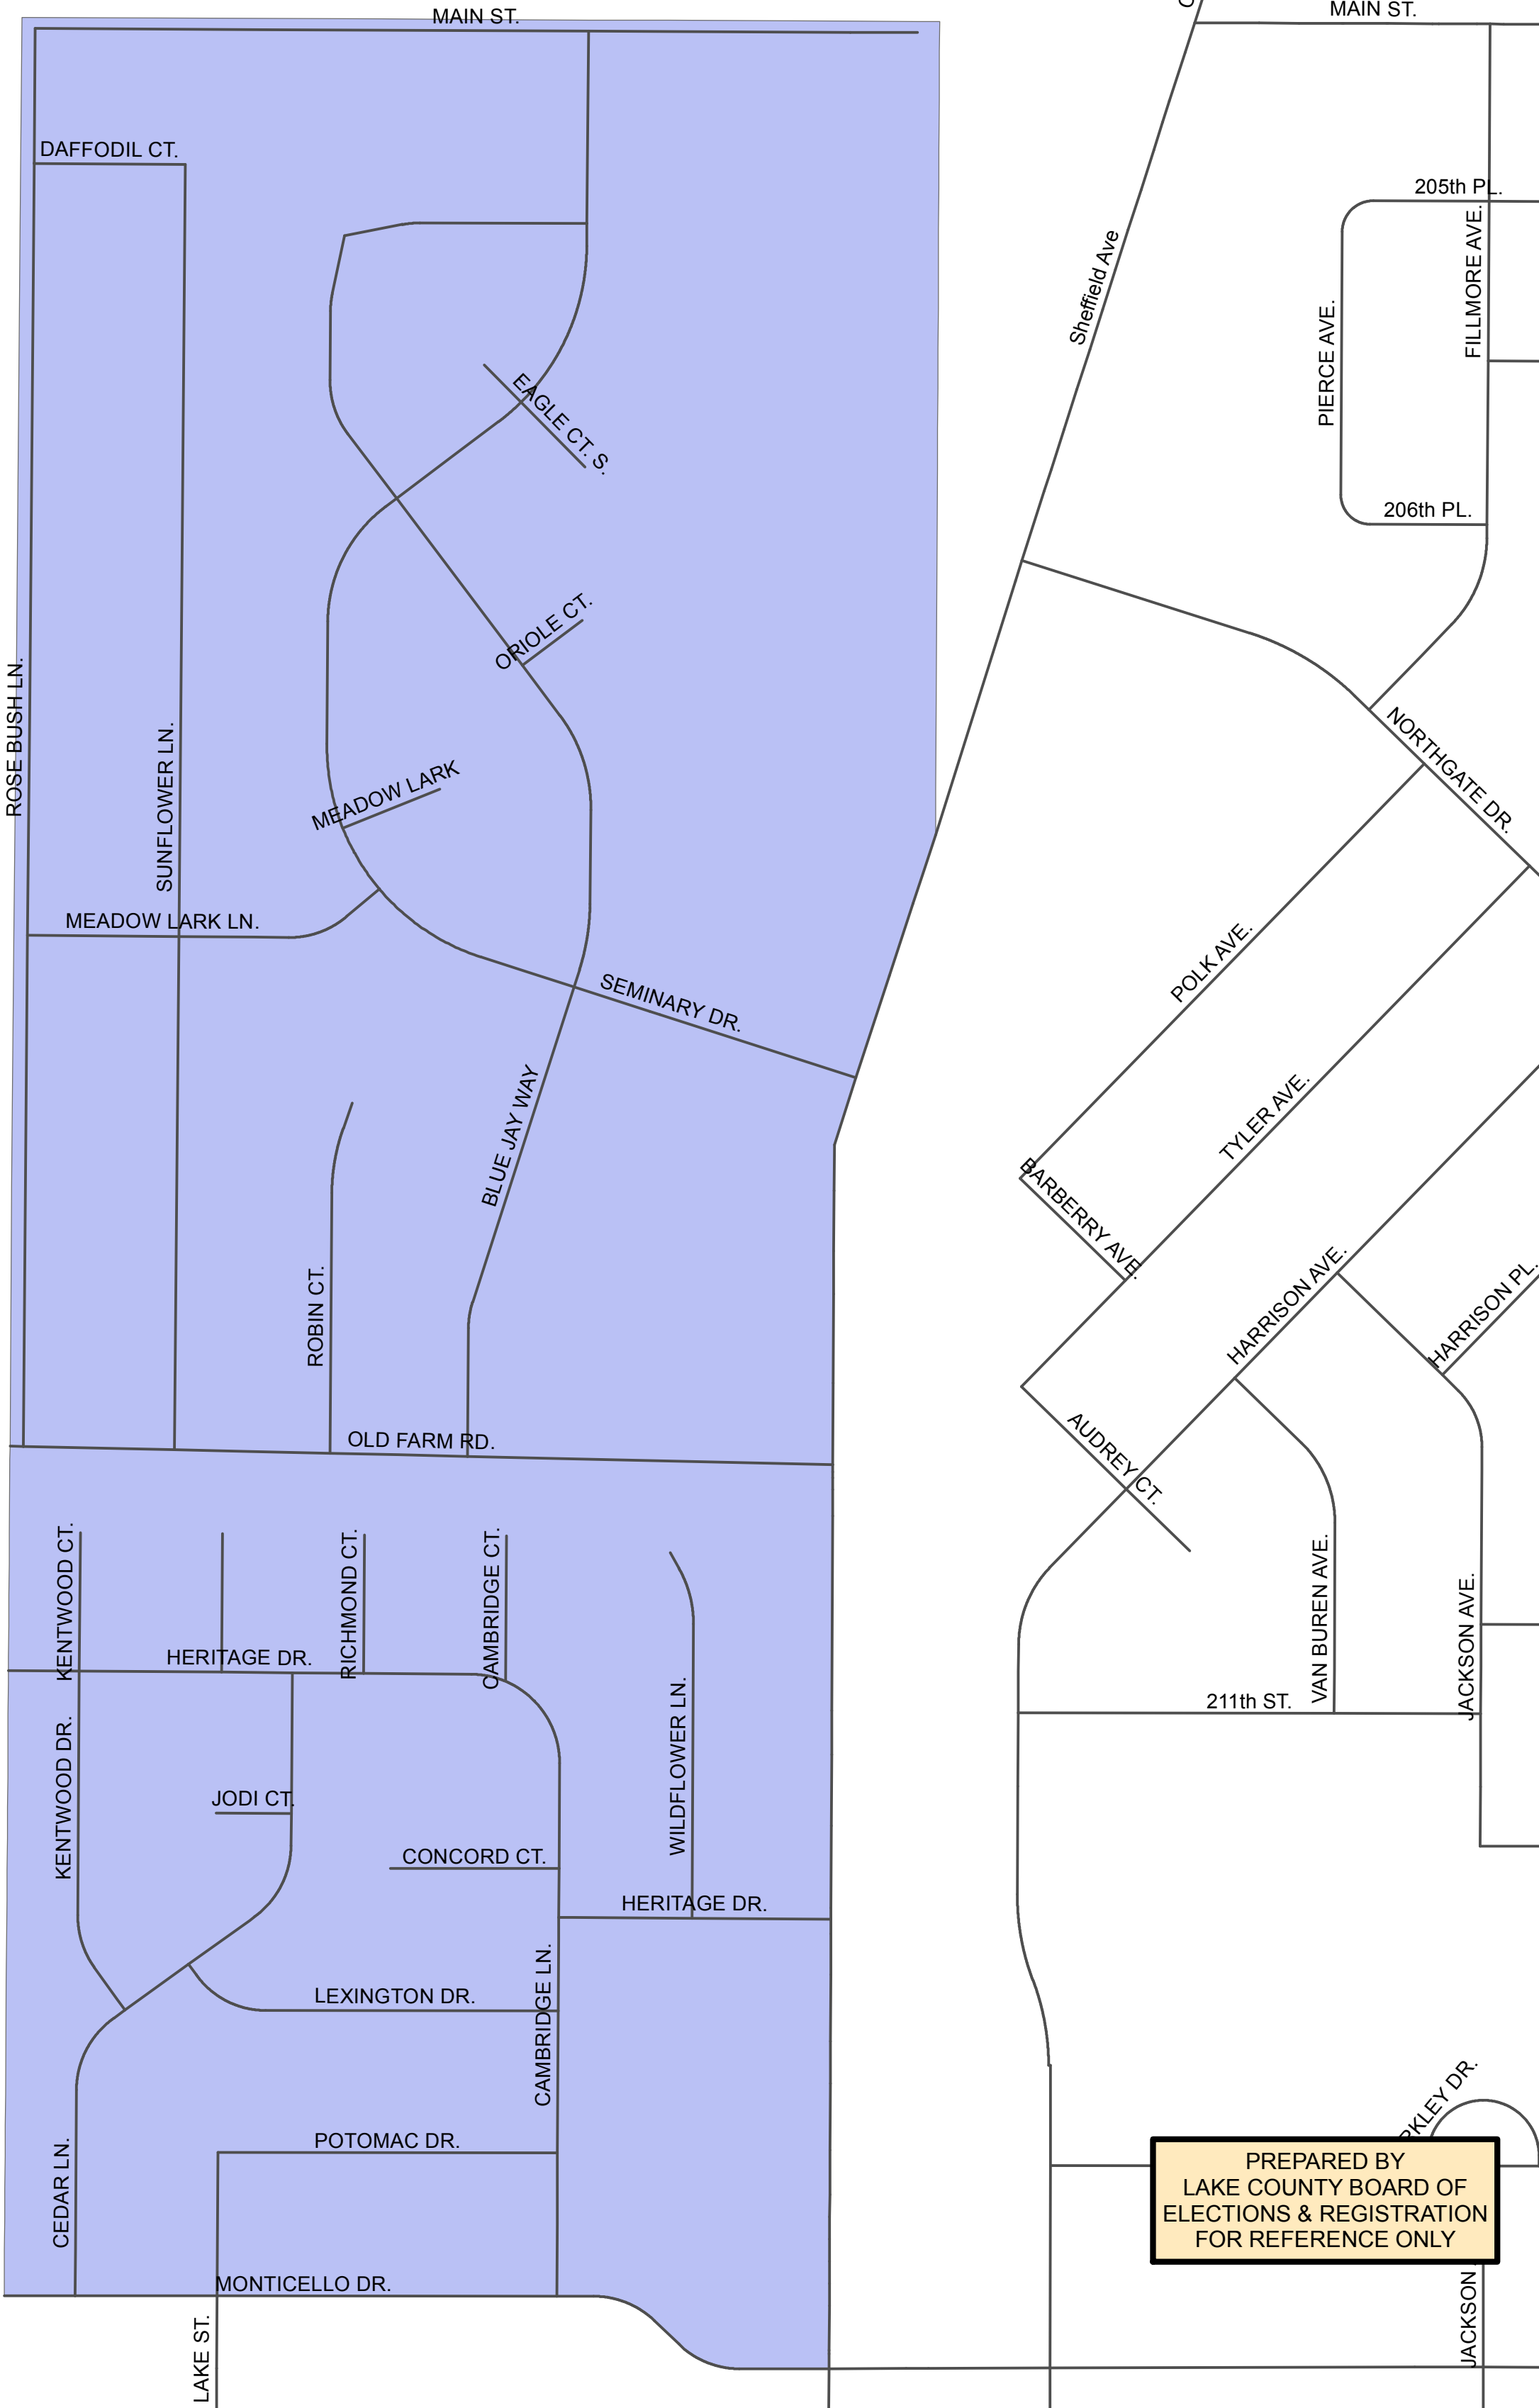 MAIN ST.
MAIN ST.
DAFFODIL CT.
205th PL.
FILLMORE AVE.
Sheffield Ave
PIERCE AVE.
EAGLE CT. S.
206th PL.
ORIOLE CT.
ROSE BUSH LN.
SUNFLOWER LN.
MEADOW LARK
NORTHGATE DR.
MEADOW LARK LN.
POLK AVE.
SEMINARY DR.
BLUE JAY WAY
TYLER AVE.
BARBERRY AVE.
ROBIN CT.
HARRISON AVE.
HARRISON PL.
OLD FARM RD.
AUDREY CT.
KENTWOOD CT.
RICHMOND CT.
CAMBRIDGE CT.
VAN BUREN AVE.
JACKSON AVE.
HERITAGE DR.
WILDFLOWER LN.
211th ST.
KENTWOOD DR.
JODI CT.
CONCORD CT.
HERITAGE DR.
LEXINGTON DR.
CAMBRIDGE LN.
RKLEY DR.
POTOMAC DR.
CEDAR LN.
PREPARED BY
LAKE COUNTY BOARD OF
ELECTIONS & REGISTRATION
FOR REFERENCE ONLY
MONTICELLO DR.
LAKE ST.
JACKSON